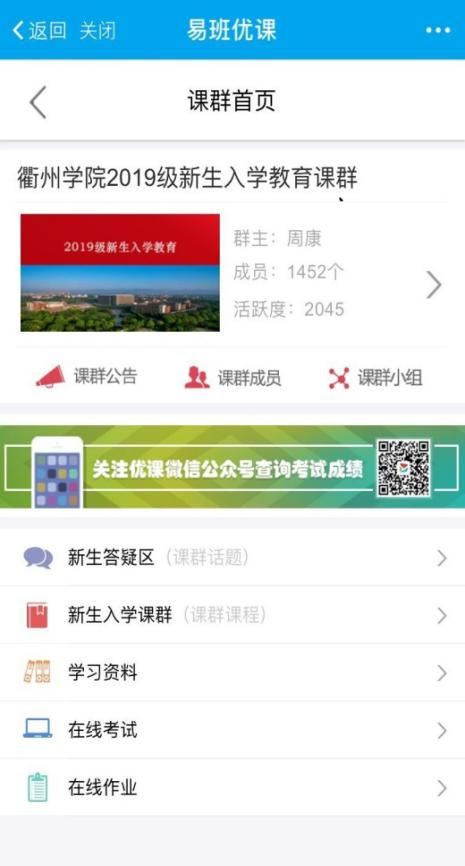 返回 关闭 易班优课
课群首页
衢州学院2019级新生入学教育课群
2019级新生入学教育
群主：周康
成员：1452个
活跃度：2045
课群公告 课群成员 课群小组
关注优课微信公众号查询考试成绩
新生答疑区（课群话题）
新生入学课群（课群课程）
学习资料
在线考试
在线作业